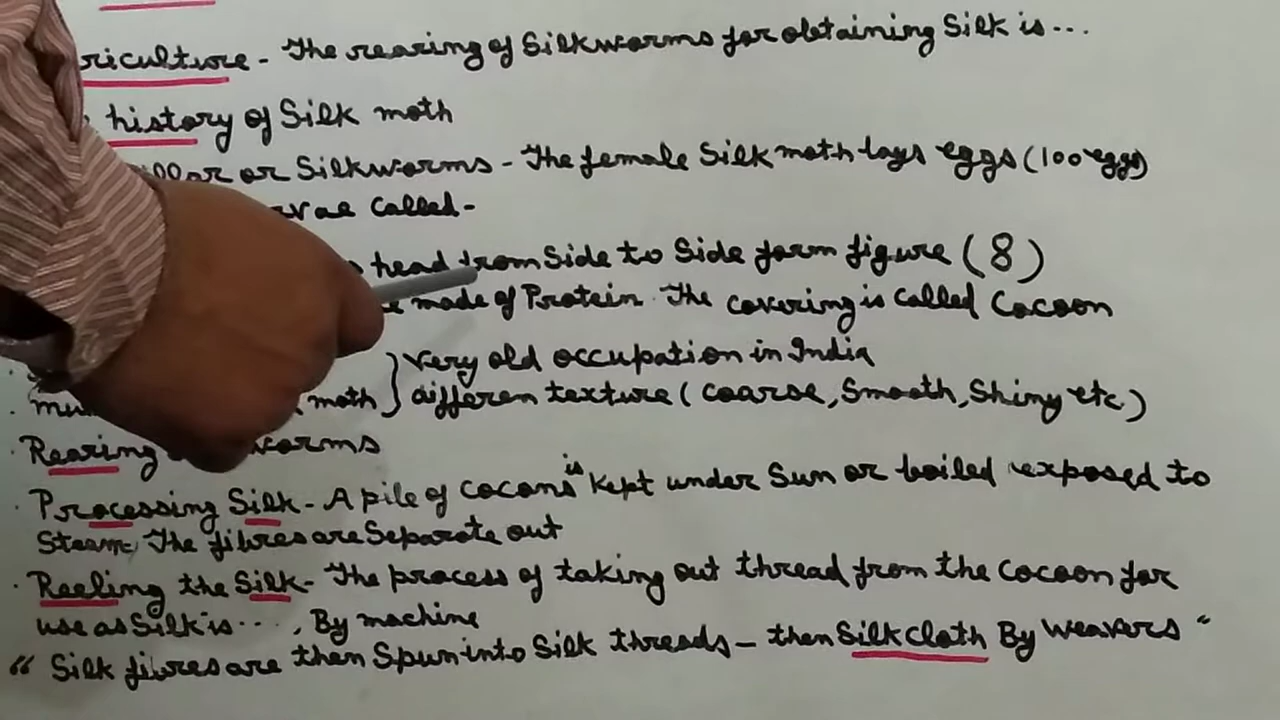 riculture - The rearing of Silkworms for obtaining Silk is...
history of Silk moth
llar or Silkworms - The female Silk moth lays eggs (100 eggs)
rvae called -
head from Side to Side form figure (8)
made of Protein. The covering is called Cocoon
very old occupation in India
moth } differen texture (coarse, Smooth, Shiny etc)
· Rearing worms
· Processing Silk - A pile of cocons is kept under Sun or boiled exposed to
Steam. The fibres are Separate out
· Reeling the Silk - The process of taking out thread from the Cocoon for
use as Silk is ...., By machine
“ Silk fibres are then Spun into Silk threads - then Silk cloth By Weavers “